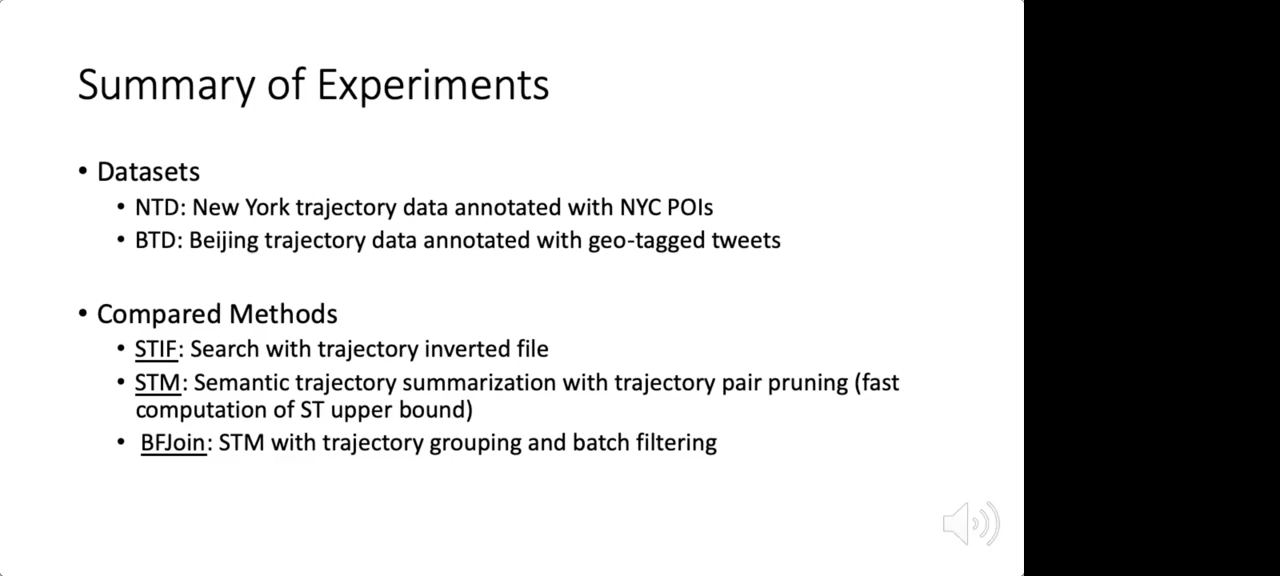 Summary of Experiments
• Datasets
• NTD: New York trajectory data annotated with NYC POIs
• BTD: Beijing trajectory data annotated with geo-tagged tweets
• Compared Methods
• STIF: Search with trajectory inverted file
• STM: Semantic trajectory summarization with trajectory pair pruning (fast
computation of ST upper bound)
• BFJoin: STM with trajectory grouping and batch filtering